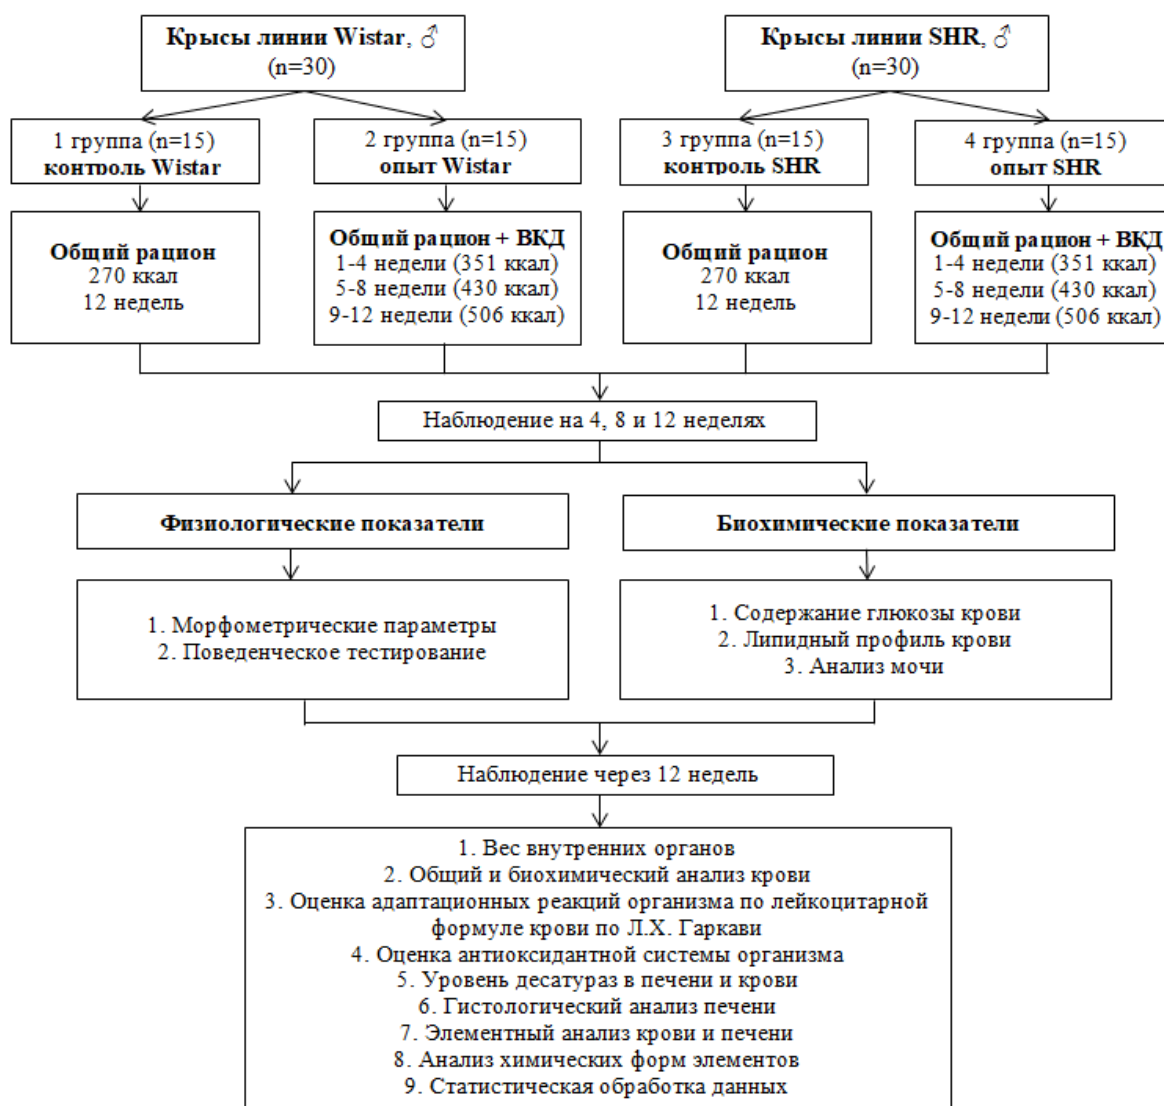 Крысы линии Wistar, ♂
(n=30)
Крысы линии SHR, ♂
(n=30)
1 группа (n=15)
контроль Wistar
2 группа (n=15)
опыт Wistar
3 группа (n=15)
контроль SHR
4 группа (n=15)
опыт SHR
Общий рацион
270 ккал
12 недель
Общий рацион + ВКД
1-4 недели (351 ккал)
5-8 недели (430 ккал)
9-12 недели (506 ккал)
Общий рацион
270 ккал
12 недель
Общий рацион + ВКД
1-4 недели (351 ккал)
5-8 недели (430 ккал)
9-12 недели (506 ккал)
Наблюдение на 4, 8 и 12 неделях
Физиологические показатели
Биохимические показатели
1. Морфометрические параметры
2. Поведенческое тестирование
1. Содержание глюкозы крови
2. Липидный профиль крови
3. Анализ мочи
Наблюдение через 12 недель
1. Вес внутренних органов
2. Общий и биохимический анализ крови
3. Оценка адаптационных реакций организма по лейкоцитарной
формуле крови по Л.Х. Гаркави
4. Оценка антиоксидантной системы организма
5. Уровень десатураз в печени и крови
6. Гистологический анализ печени
7. Элементный анализ крови и печени
8. Анализ химических форм элементов
9. Статистическая обработка данных